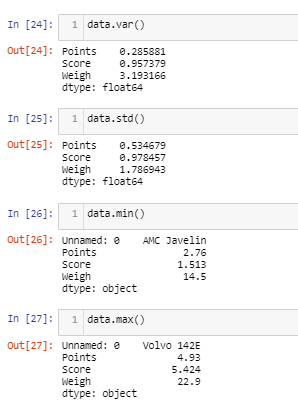 In [24]: 1 data.var()
Out[24]: Points 0.285881
Score 0.957379
Weigh 3.193166
dtype: float64
In [25]: 1 data.std()
Out[25]: Points 0.534679
Score 0.978457
Weigh 1.786943
dtype: float64
In [26]: 1 data.min()
Out[26]: Unnamed: 0 AMC Javelin
Points 2.76
Score 1.513
Weigh 14.5
dtype: object
In [27]: 1 data.max()
Out[27]: Unnamed: 0 Volvo 142E
Points 4.93
Score 5.424
Weigh 22.9
dtype: object